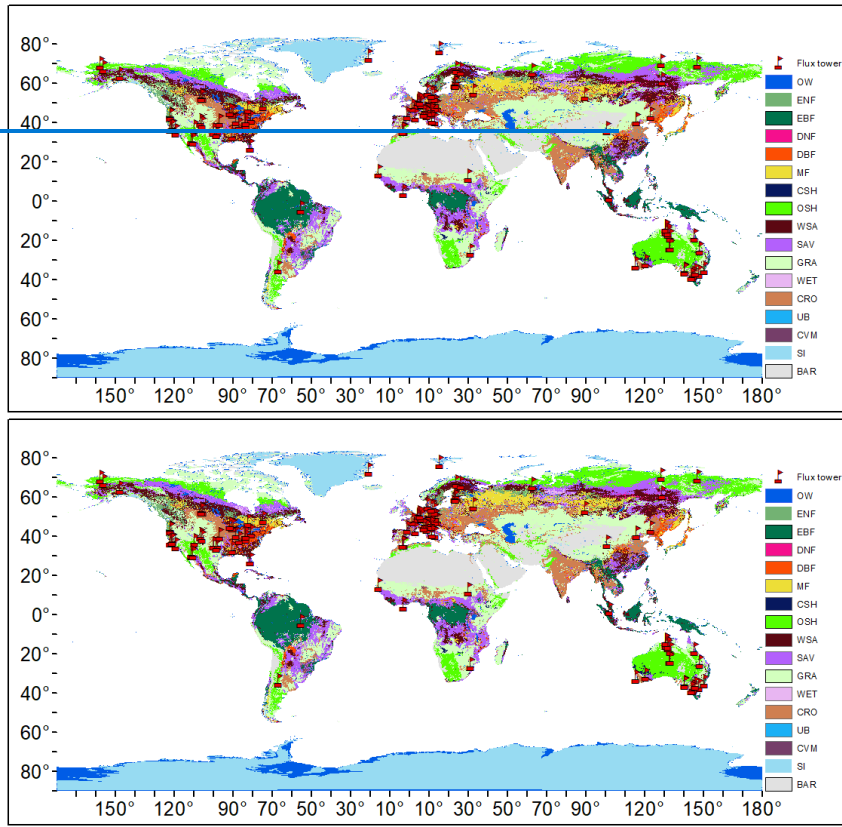 80°
60°
40°
20°
0°
20°
40°
60°
80°
150° 120° 90° 70° 50° 30° 10° 10° 30° 50° 70° 90° 120° 150° 180°
Flux tower
OW
ENF
EBF
DNF
DBF
MF
CSH
OSH
WSA
SAV
GRA
WET
CRO
UB
CVM
SI
BAR
80°
60°
40°
20°
0°
20°
40°
60°
80°
150° 120° 90° 70° 50° 30° 10° 10° 30° 50° 70° 90° 120° 150° 180°
Flux tower
OW
ENF
EBF
DNF
DBF
MF
CSH
OSH
WSA
SAV
GRA
WET
CRO
UB
CVM
SI
BAR